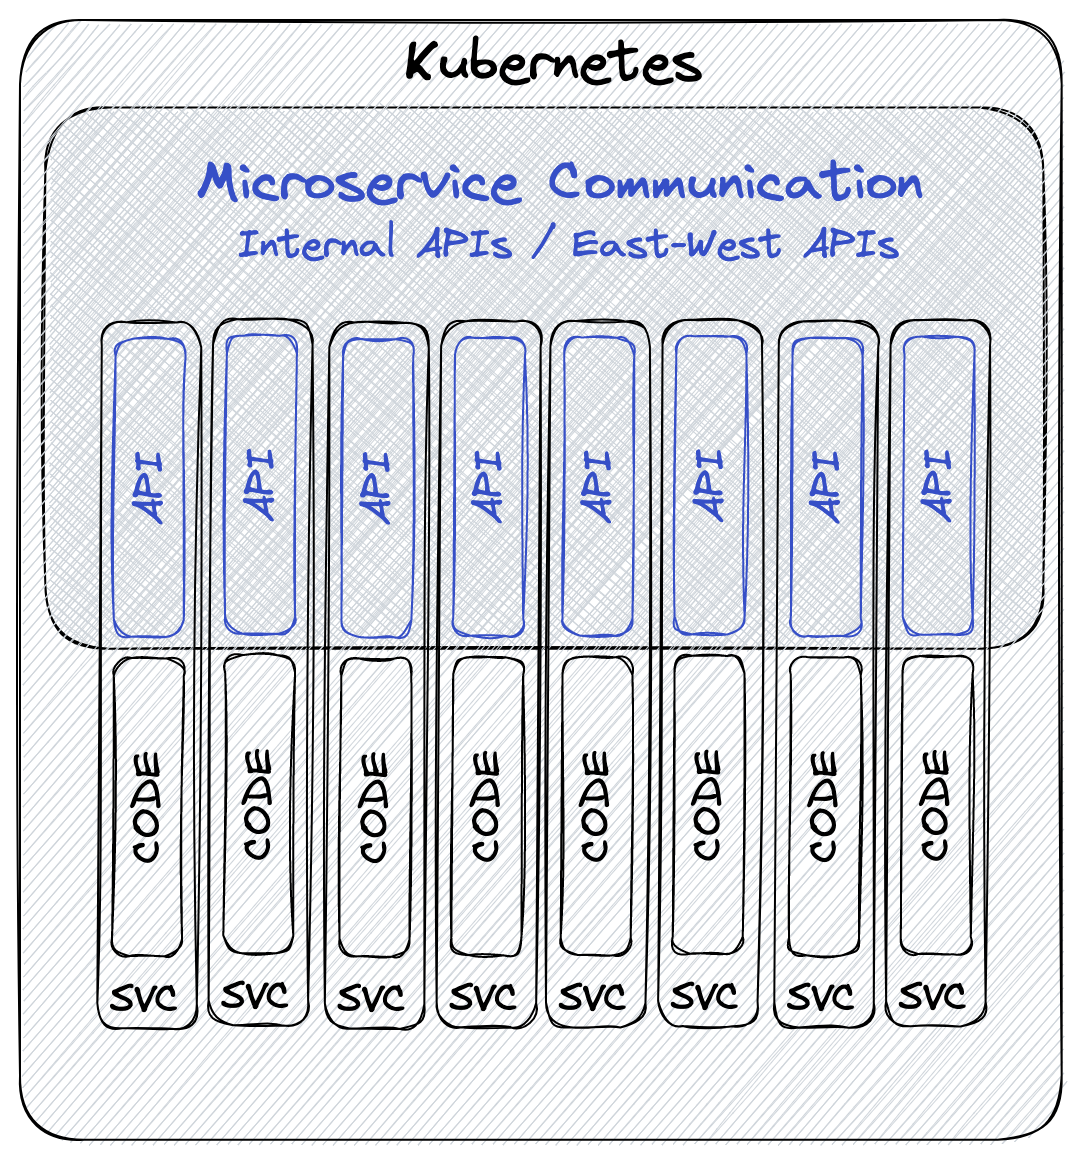 Kubernetes
Microservice Communication
Internal APIs / East-West APIs
API API API API API API API API
CODE CODE CODE CODE CODE CODE CODE CODE
SVC SVC SVC SVC SVC SVC SVC SVC